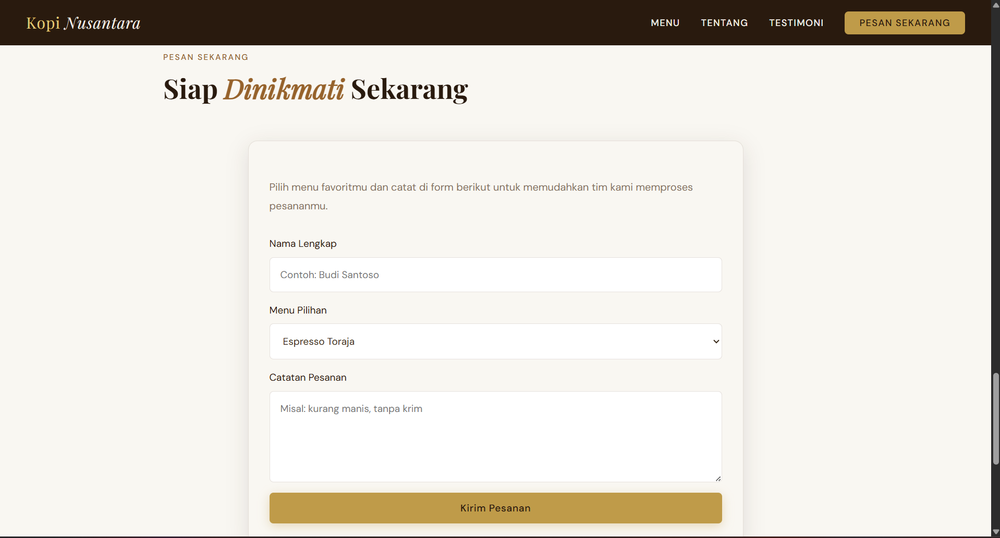 Kopi Nusantara
MENU
TENTANG
TESTIMONI
PESAN SEKARANG
PESAN SEKARANG
Siap Dinikmati Sekarang
Pilih menu favoritmu dan catat di form berikut untuk memudahkan tim kami memproses
pesananmu.
Nama Lengkap
Contoh: Budi Santoso
Menu Pilihan
Espresso Toraja
Catatan Pesanan
Misal: kurang manis, tanpa krim
Kirim Pesanan